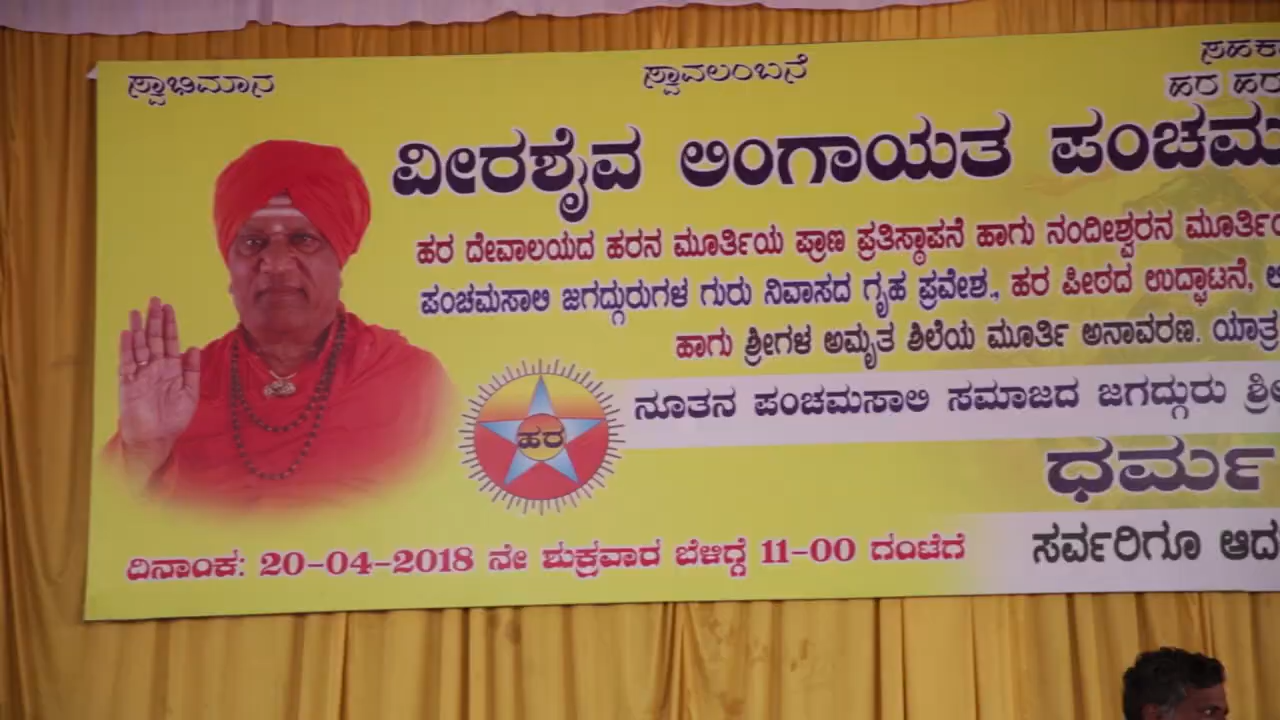 ಸ್ವಾಭಿಮಾನ ಸ್ವಾವಲಂಬನೆ
ಹರ ಹರ
ವೀರಶೈವ ಲಿಂಗಾಯತ ಪಂಚಮ
ಹರ ದೇವಾಲಯದ ಹರನ ಮೂರ್ತಿಯ ಪ್ರಾಣ ಪ್ರತಿಸ್ಠಾಪನೆ ಹಾಗು ನಂದೀಶ್ವರನ ಮೂರ್ತಿಯ
ಪಂಚಮಸಾಲಿ ಜಗದ್ಗುರುಗಳ ಗುರು ನಿವಾಸದ ಗೃಹ ಪ್ರವೇಶ., ಹರ ಪೀಠದ ಉದ್ಘಾಟನೆ,
ಹಾಗು ಶ್ರೀಗಳ ಅಮೃತ ಶಿಲೆಯ ಮೂರ್ತಿ ಅನಾವರಣ. ಯಾತ್ರ
ನೂತನ ಪಂಚಮಸಾಲಿ ಸಮಾಜದ ಜಗದ್ಗುರು ಶ್ರೀ
ಹರ
ಧರ್ಮ
ದಿನಾಂಕ: 20-04-2018 ನೇ ಶುಕ್ರವಾರ ಬೆಳಿಗ್ಗೆ 11-00 ಗಂಟೆಗೆ
ಸರ್ವರಿಗೂ ಆದ